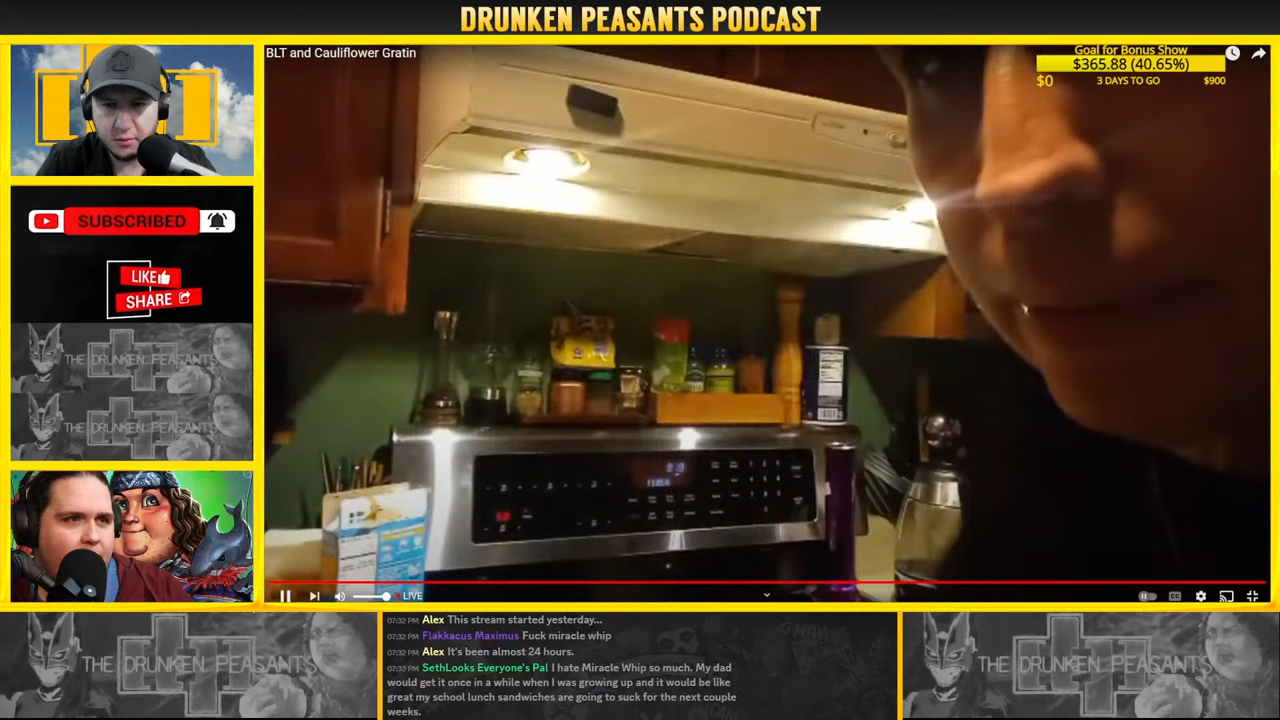 DRUNKEN PEASANTS PODCAST
BLT and Cauliflower Gratin
Goal for Bonus Show
$365.88 (40.65%)
$0
3 DAYS TO GO
$900
SUBSCRIBED
LIKE
SHARE
THE DRUNKEN PEASANTS
THE DRUNKEN PEASANTS
LIVE
07:32 PM Alex This stream started yesterday...
07:32 PM Flakkacus Maximus Fuck miracle whip
07:32 PM Alex It's been almost 24 hours.
07:33 PM SethLooks Everyone's Pal I hate Miracle Whip so much. My dad
would get it once in a while when I was growing up and it would be like
great my school lunch sandwiches are going to suck for the next couple
weeks.
THE DRUNKEN PEASANTS
THE DRUNKEN PEASANTS